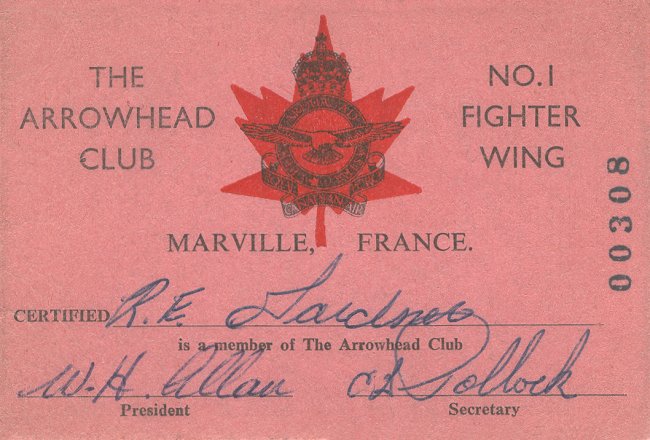 THE
ARROWHEAD
CLUB
NO. 1
FIGHTER
WING
00308
MARVILLE, FRANCE.
CERTIFIED R. E. Gardner
is a member of The Arrowhead Club
W. H. Allan
President
C L Pollock
Secretary